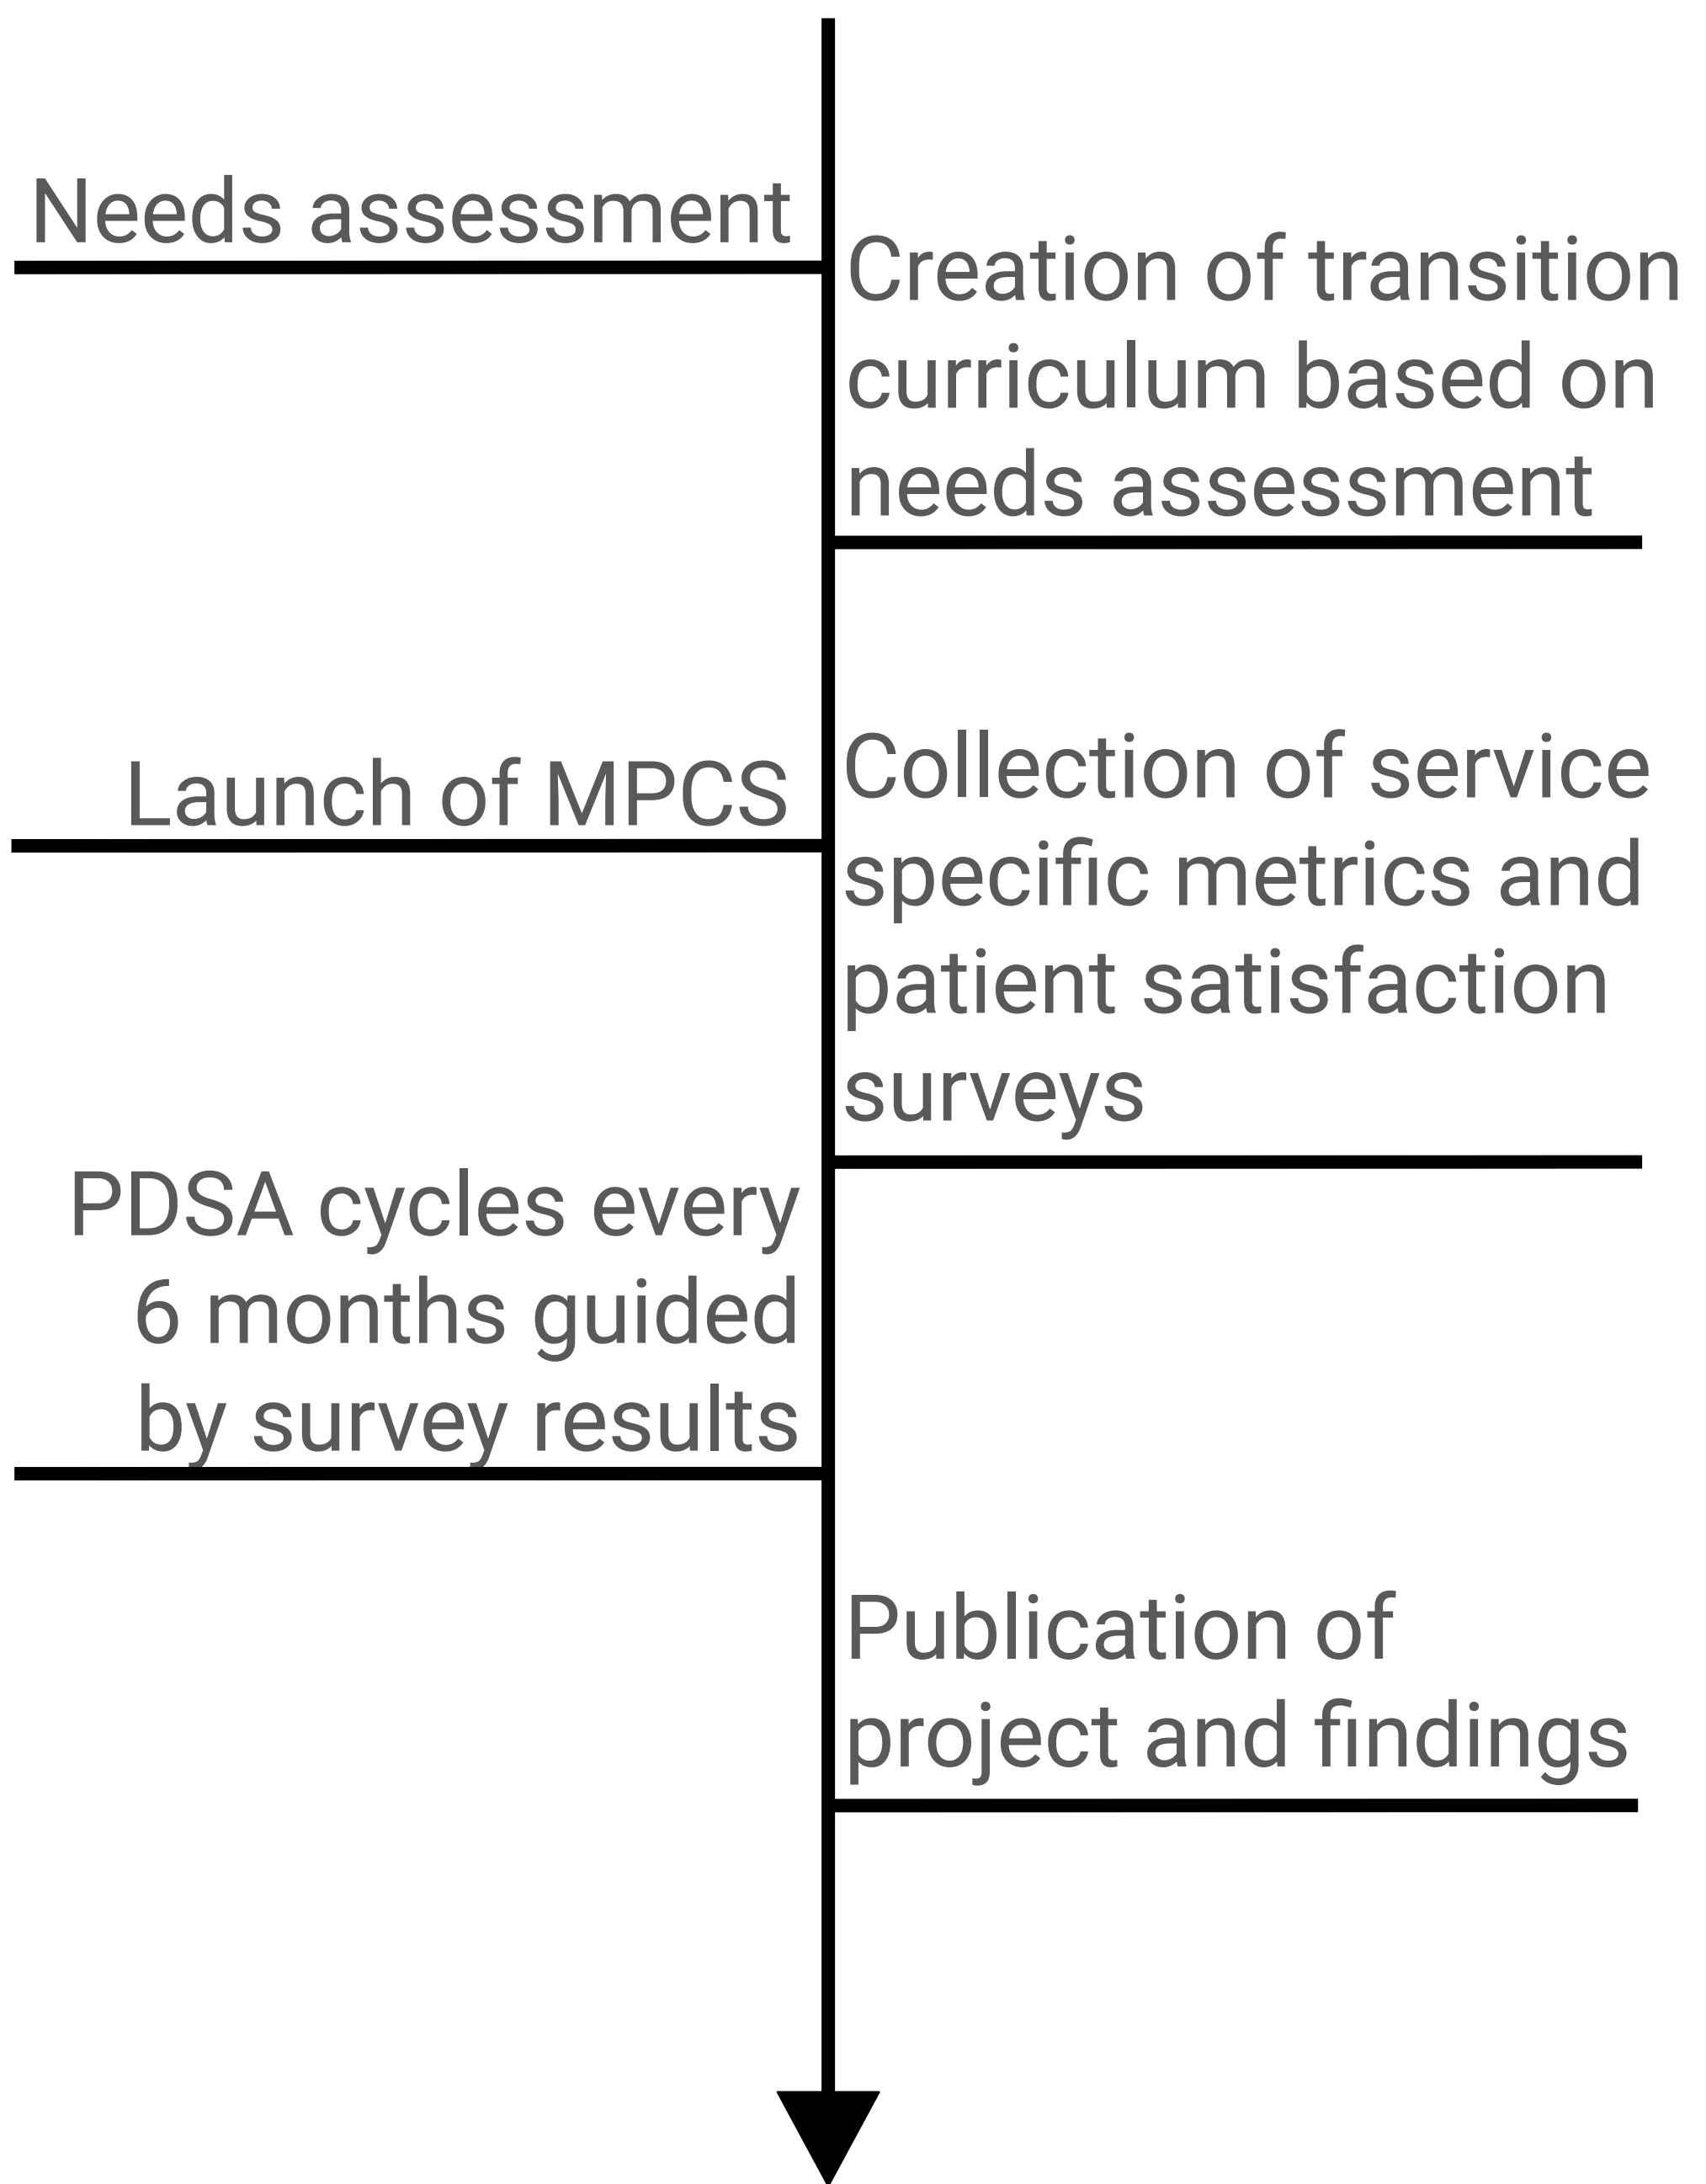 Needs assessment
Creation of transition
curriculum based on
needs assessment
Launch of MPCS
Collection of service
specific metrics and
patient satisfaction
surveys
PDSA cycles every
6 months guided
by survey results
Publication of
project and findings